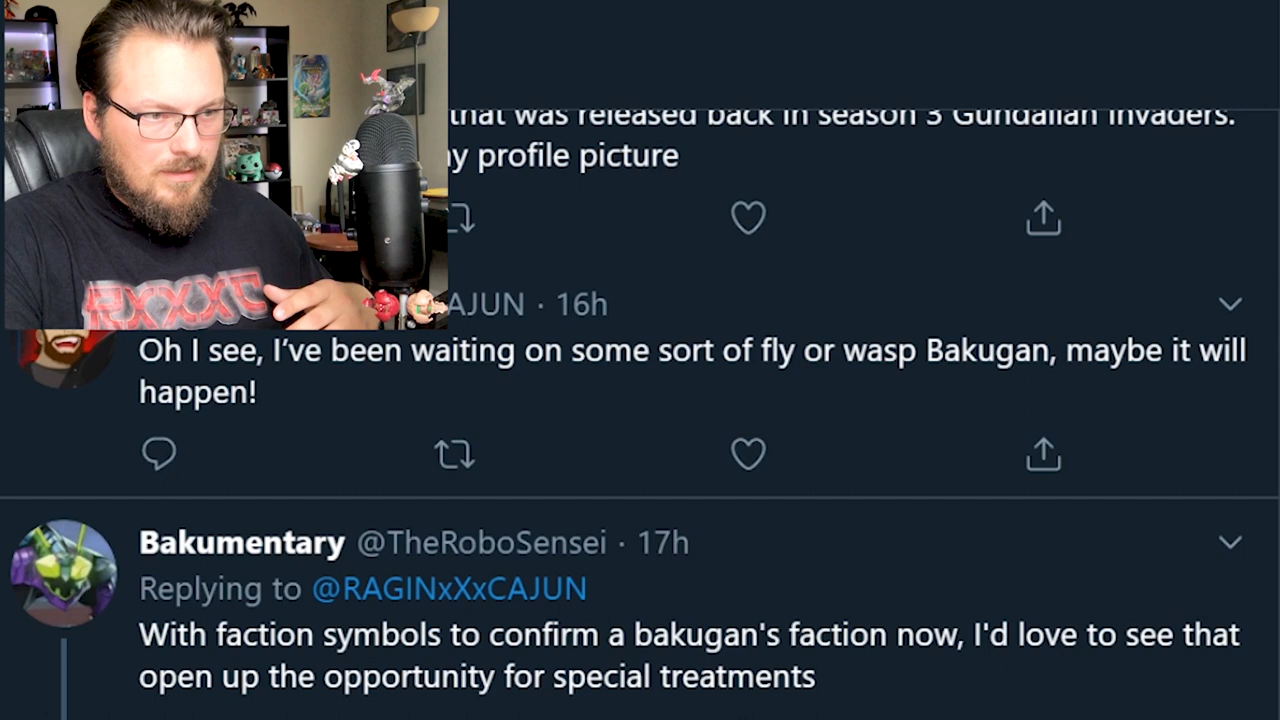 that was released back in season 3 Gundalian Invaders.
y profile picture
AJUN · 16h
Oh I see, I’ve been waiting on some sort of fly or wasp Bakugan, maybe it will
happen!
Bakumentary @TheRoboSensei · 17h
Replying to @RAGINxXxCAJUN
With faction symbols to confirm a bakugan's faction now, I'd love to see that
open up the opportunity for special treatments